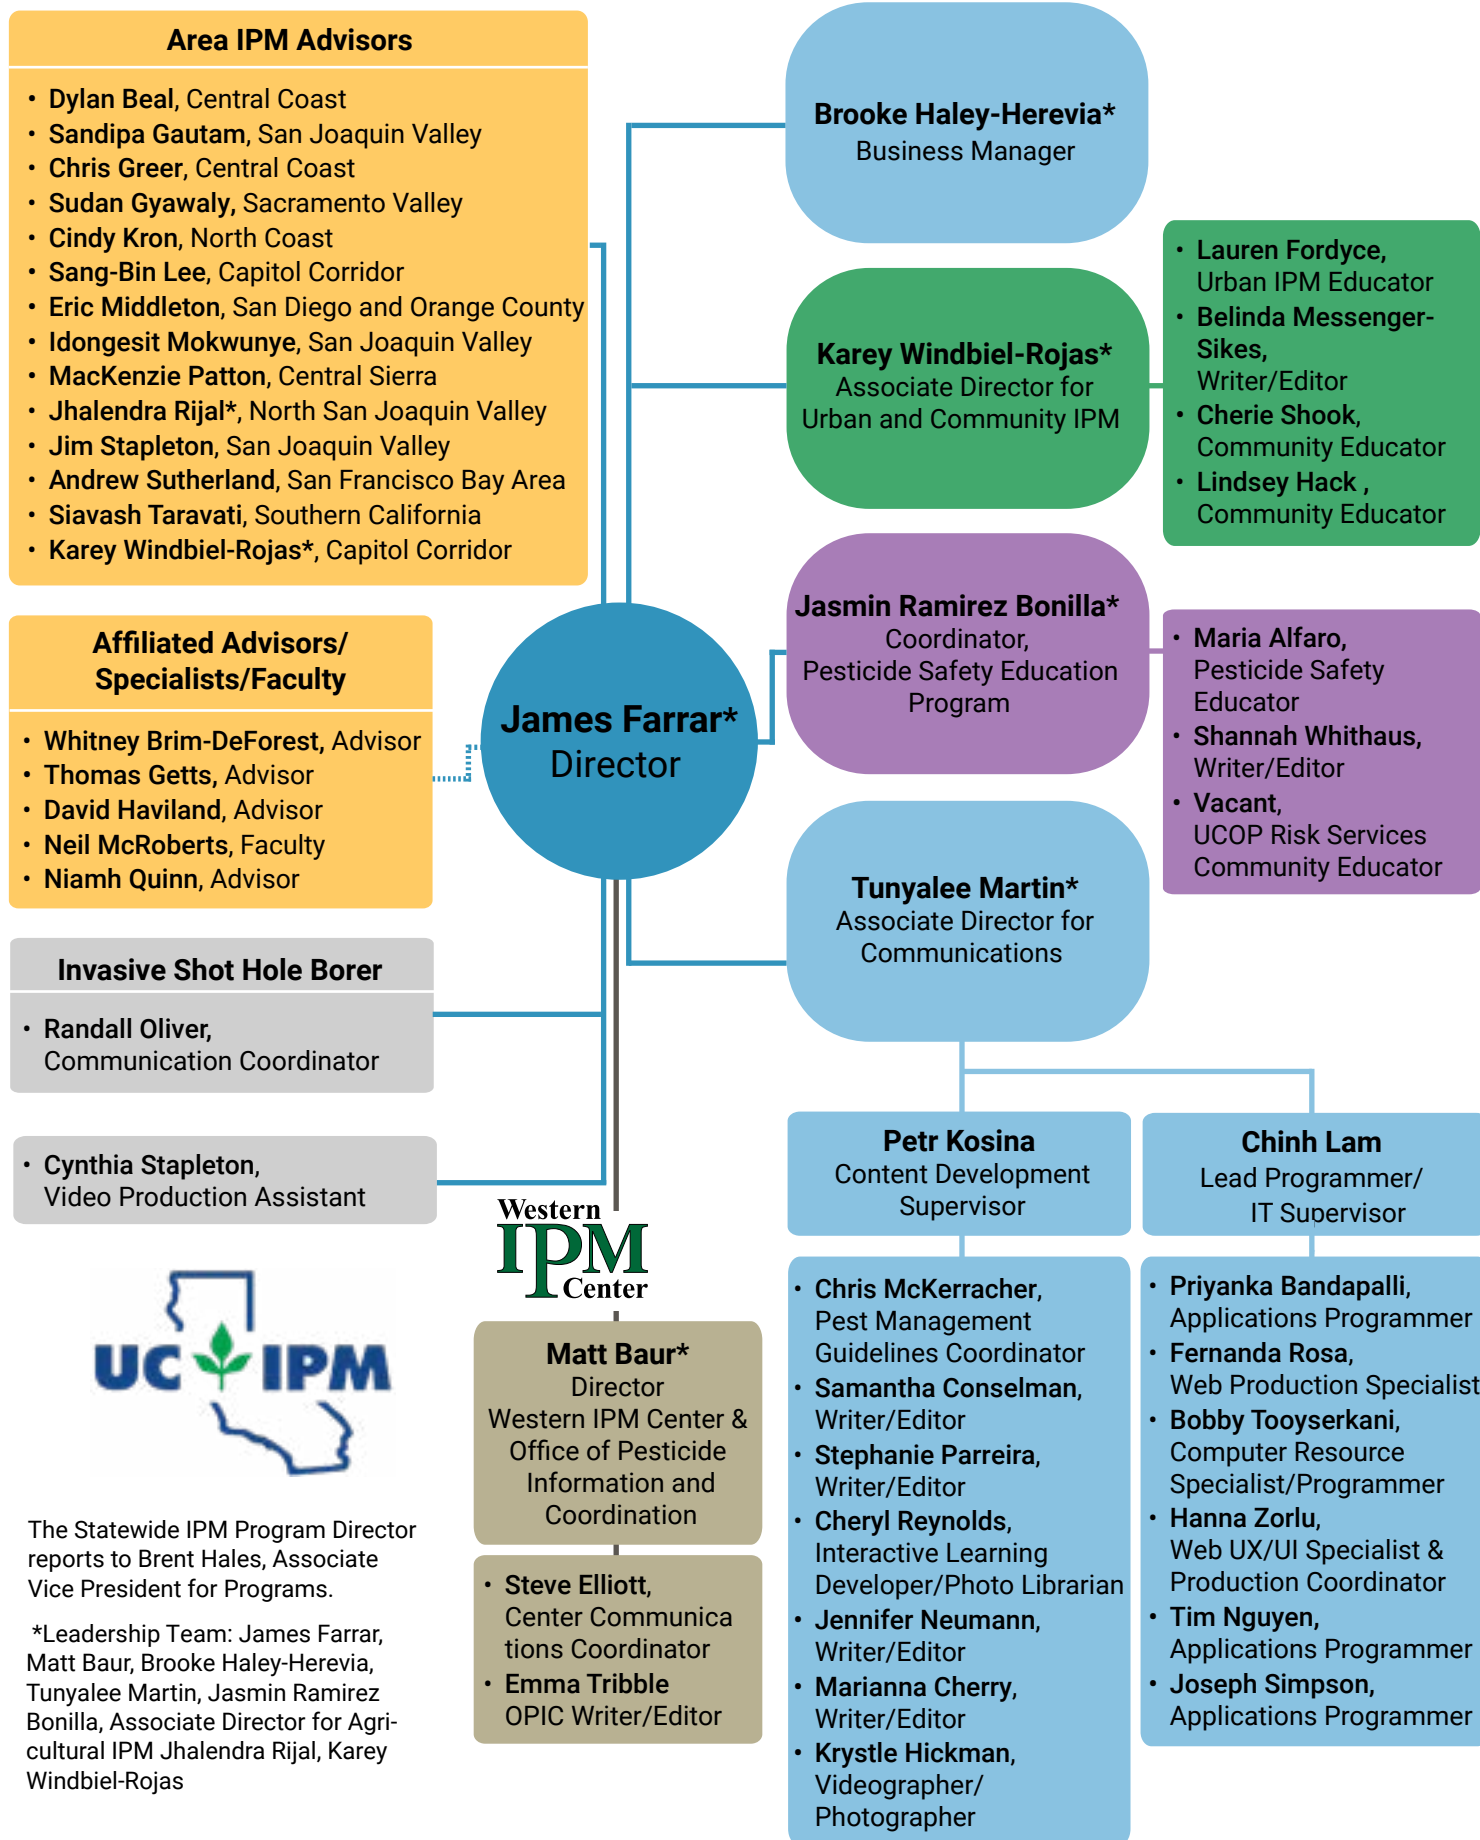 Area IPM Advisors
• Dylan Beal, Central Coast
• Sandipa Gautam, San Joaquin Valley
• Chris Greer, Central Coast
• Sudan Gyawaly, Sacramento Valley
• Cindy Kron, North Coast
• Sang-Bin Lee, Capitol Corridor
• Eric Middleton, San Diego and Orange County
• Idongesit Mokwunye, San Joaquin Valley
• MacKenzie Patton, Central Sierra
• Jhalendra Rijal*, North San Joaquin Valley
• Jim Stapleton, San Joaquin Valley
• Andrew Sutherland, San Francisco Bay Area
• Siavash Taravati, Southern California
• Karey Windbiel-Rojas*, Capitol Corridor
Affiliated Advisors/
Specialists/Faculty
• Whitney Brim-DeForest, Advisor
• Thomas Getts, Advisor
• David Haviland, Advisor
• Neil McRoberts, Faculty
• Niamh Quinn, Advisor
Invasive Shot Hole Borer
• Randall Oliver,
Communication Coordinator
• Cynthia Stapleton,
Video Production Assistant
James Farrar*
Director
Brooke Haley-Herevia*
Business Manager
Karey Windbiel-Rojas*
Associate Director for
Urban and Community IPM
• Lauren Fordyce,
Urban IPM Educator
• Belinda Messenger-
Sikes,
Writer/Editor
• Cherie Shook,
Community Educator
• Lindsey Hack ,
Community Educator
Jasmin Ramirez Bonilla*
Coordinator,
Pesticide Safety Education
Program
• Maria Alfaro,
Pesticide Safety
Educator
• Shannah Whithaus,
Writer/Editor
• Vacant,
UCOP Risk Services
Community Educator
Tunyalee Martin*
Associate Director for
Communications
Petr Kosina
Content Development
Supervisor
• Chris McKerracher,
Pest Management
Guidelines Coordinator
• Samantha Conselman,
Writer/Editor
• Stephanie Parreira,
Writer/Editor
• Cheryl Reynolds,
Interactive Learning
Developer/Photo Librarian
• Jennifer Neumann,
Writer/Editor
• Marianna Cherry,
Writer/Editor
• Krystle Hickman,
Videographer/
Photographer
Chinh Lam
Lead Programmer/
IT Supervisor
• Priyanka Bandapalli,
Applications Programmer
• Fernanda Rosa,
Web Production Specialist
• Bobby Tooyserkani,
Computer Resource
Specialist/Programmer
• Hanna Zorlu,
Web UX/UI Specialist &
Production Coordinator
• Tim Nguyen,
Applications Programmer
• Joseph Simpson,
Applications Programmer
Western
IPM
Center
Matt Baur*
Director
Western IPM Center &
Office of Pesticide
Information and
Coordination
• Steve Elliott,
Center Communica
tions Coordinator
• Emma Tribble
OPIC Writer/Editor
UC IPM
The Statewide IPM Program Director
reports to Brent Hales, Associate
Vice President for Programs.
*Leadership Team: James Farrar,
Matt Baur, Brooke Haley-Herevia,
Tunyalee Martin, Jasmin Ramirez
Bonilla, Associate Director for Agri-
cultural IPM Jhalendra Rijal, Karey
Windbiel-Rojas